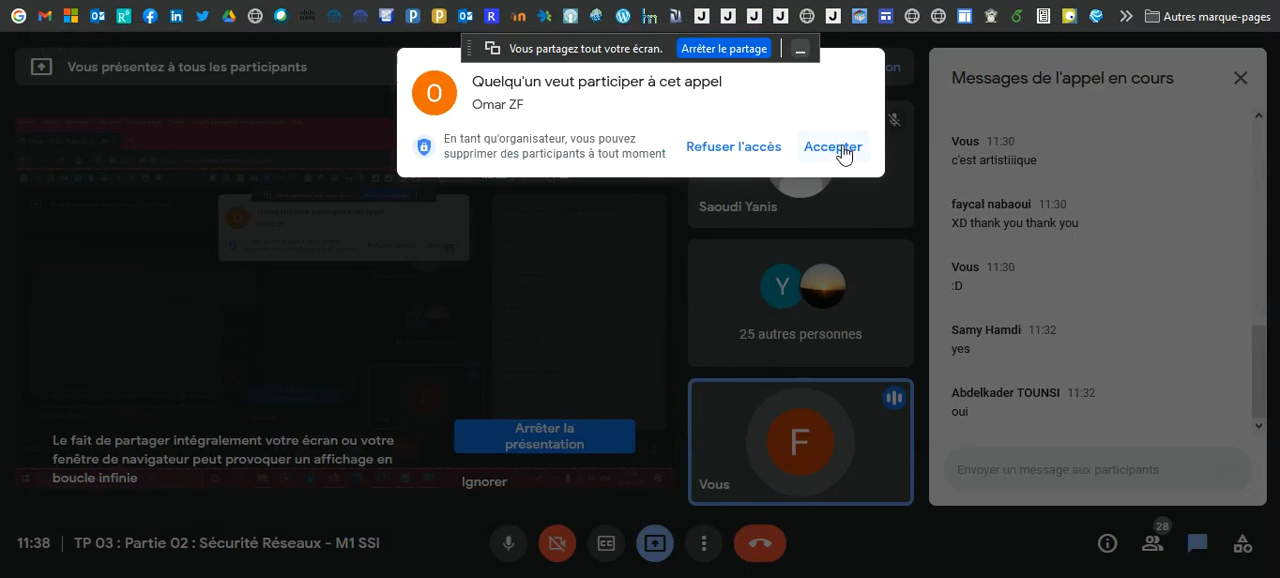 Autres marque-pages
Vous partagez tout votre écran.
Arrêter le partage
Vous présentez à tous les participants
Quelqu'un veut participer à cet appel
O
Omar ZF
En tant qu'organisateur, vous pouvez
supprimer des participants à tout moment
Refuser l'accès
Accepter
Saoudi Yanis
Y
25 autres personnes
F
Vous
Le fait de partager intégralement votre écran ou votre
fenêtre de navigateur peut provoquer un affichage en
boucle infinie
Arrêter la
présentation
Ignorer
Messages de l'appel en cours
Vous 11:30
c'est artistiiique
faycal nabaoui 11:30
XD thank you thank you
Vous 11:30
:D
Samy Hamdi 11:32
yes
Abdelkader TOUNSI 11:32
oui
Envoyer un message aux participants
11:38 | TP 03 : Partie 02 : Sécurité Réseaux - M1 SSI
28